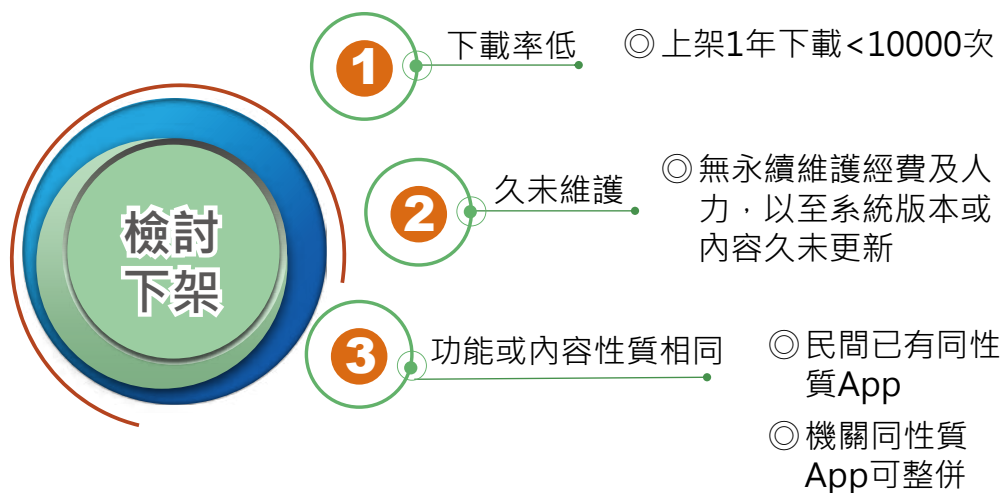 檢討
下架
1
下載率低
◎上架1年下載<10000次
2
久未維護
◎無永續維護經費及人
力，以至系統版本或
內容久未更新
3
功能或內容性質相同
◎民間已有同性
質App
◎機關同性質
App可整併